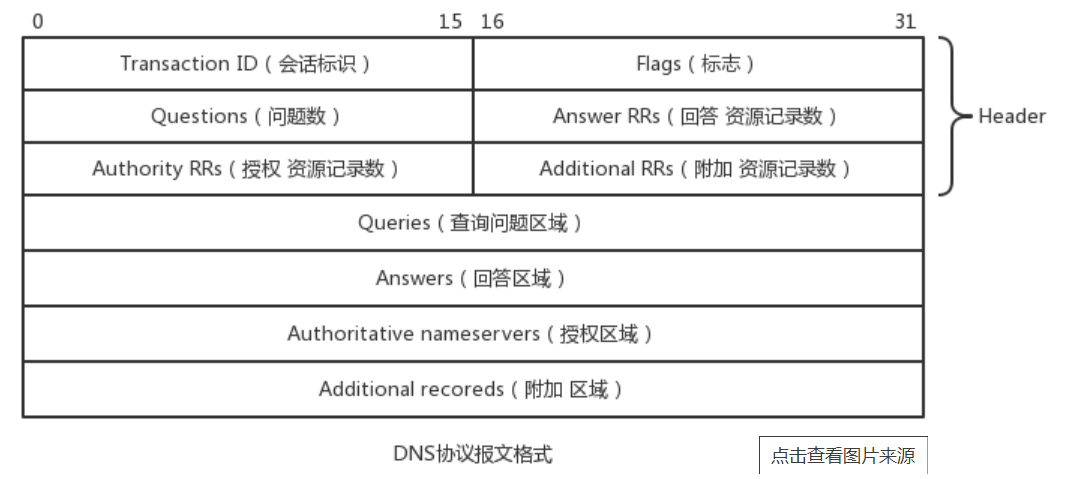 0 15 16 31
Transaction ID（会话标识） Flags（标志）
Questions（问题数） Answer RRs（回答 资源记录数） Header
Authority RRs（授权 资源记录数） Additional RRs（附加 资源记录数）
Queries（查询问题区域）
Answers（回答区域）
Authoritative nameservers（授权区域）
Additional recoreds（附加 区域）
DNS协议报文格式
点击查看图片来源